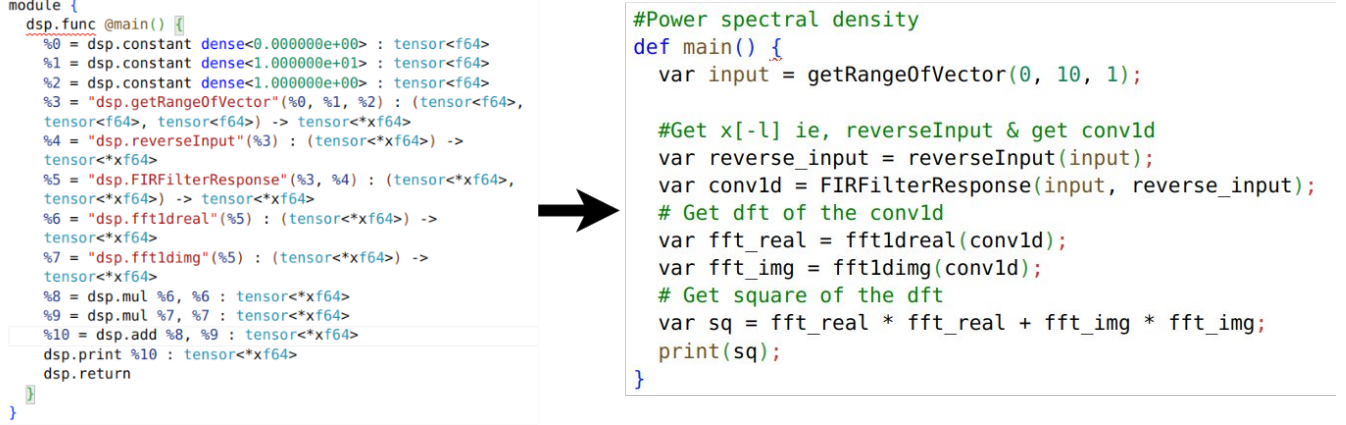 module {
dsp.func @main() {
%0 = dsp.constant dense<0.000000e+00> : tensor<f64>
%1 = dsp.constant dense<1.000000e+01> : tensor<f64>
%2 = dsp.constant dense<1.000000e+00> : tensor<f64>
%3 = "dsp.getRangeOfVector"(%0, %1, %2) : (tensor<f64>,
tensor<f64>, tensor<f64>) -> tensor<*xf64>
%4 = "dsp.reverseInput"(%3) : (tensor<*xf64>) ->
tensor<*xf64>
%5 = "dsp.FIRFilterResponse"(%3, %4) : (tensor<*xf64>,
tensor<*xf64>) -> tensor<*xf64>
%6 = "dsp.fft1dreal"(%5) : (tensor<*xf64>) ->
tensor<*xf64>
%7 = "dsp.fft1dimg"(%5) : (tensor<*xf64>) ->
tensor<*xf64>
%8 = dsp.mul %6, %6 : tensor<*xf64>
%9 = dsp.mul %7, %7 : tensor<*xf64>
%10 = dsp.add %8, %9 : tensor<*xf64>
dsp.print %10 : tensor<*xf64>
dsp.return
}
}
#Power spectral density
def main() {
var input = getRangeOfVector(0, 10, 1);
#Get x[-l] ie, reverseInput & get conv1d
var reverse_input = reverseInput(input);
var conv1d = FIRFilterResponse(input, reverse_input);
# Get dft of the conv1d
var fft_real = fft1dreal(conv1d);
var fft_img = fft1dimg(conv1d);
# Get square of the dft
var sq = fft_real * fft_real + fft_img * fft_img;
print(sq);
}